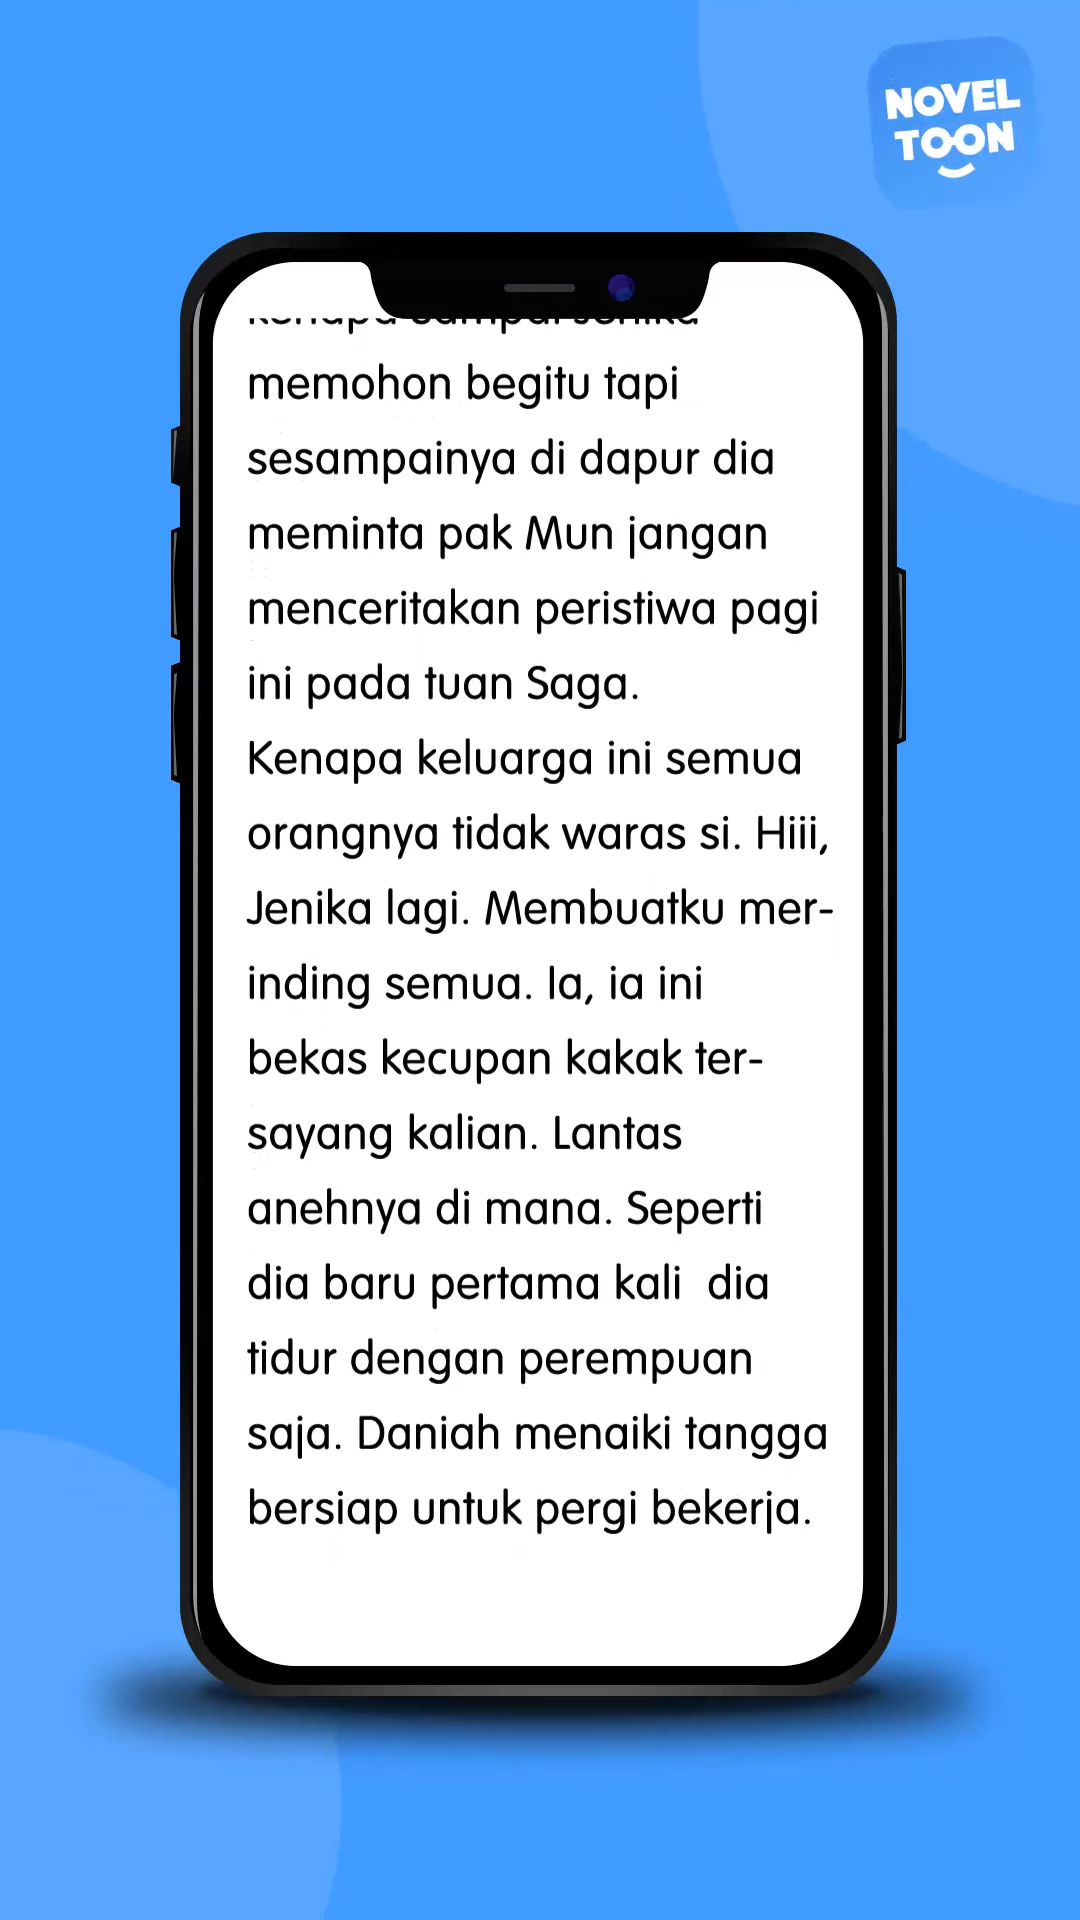 NOVEL
TOON
Kenapa sampai Jenika
memohon begitu tapi
sesampainya di dapur dia
meminta pak Mun jangan
menceritakan peristiwa pagi
ini pada tuan Saga.
Kenapa keluarga ini semua
orangnya tidak waras si. Hiii,
Jenika lagi. Membuatku mer-
inding semua. Ia, ia ini
bekas kecupan kakak ter-
sayang kalian. Lantas
anehnya di mana. Seperti
dia baru pertama kali  dia
tidur dengan perempuan
saja. Daniah menaiki tangga
bersiap untuk pergi bekerja.